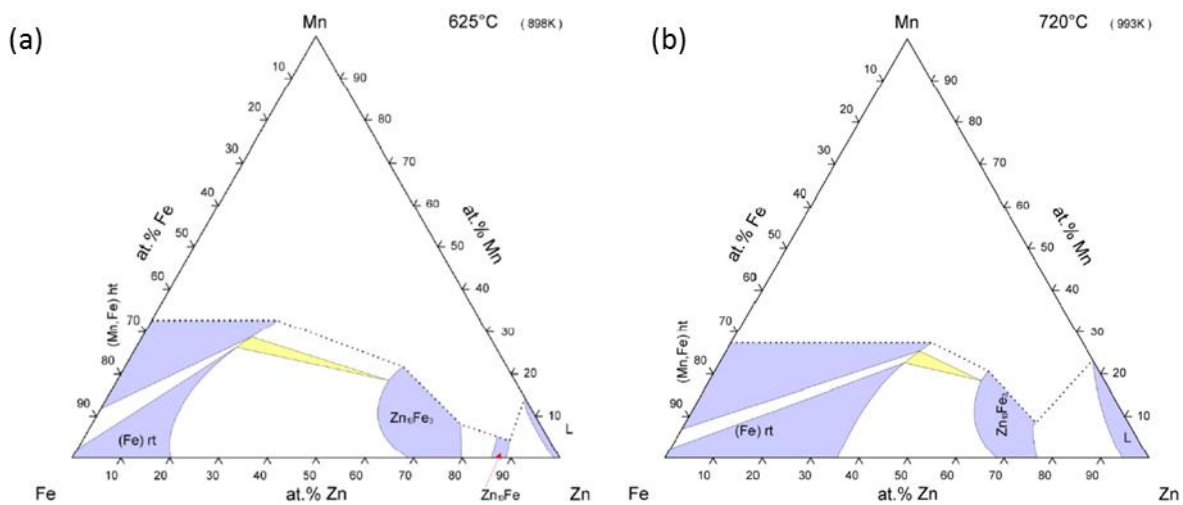 (a)
Mn
625°C (898K)
10
20
30
40
50
60
70
80
90
at.% Fe
90
80
70
60
50
40
30
20
10
at.% Mn
(Mn,Fe) ht
(Fe) rt
Zn₁₀Fe₃
L
10 20 30 40 50 60 70 80 90
Fe
at.% Zn
Zn₁₀Fe
Zn
(b)
Mn
720°C (993K)
10
20
30
40
50
60
70
80
90
at.% Fe
90
80
70
60
50
40
30
20
10
at.% Mn
(Mn,Fe) ht
(Fe) rt
Zn₁₀Fe₃
L
10 20 30 40 50 60 70 80 90
Fe
at.% Zn
Zn